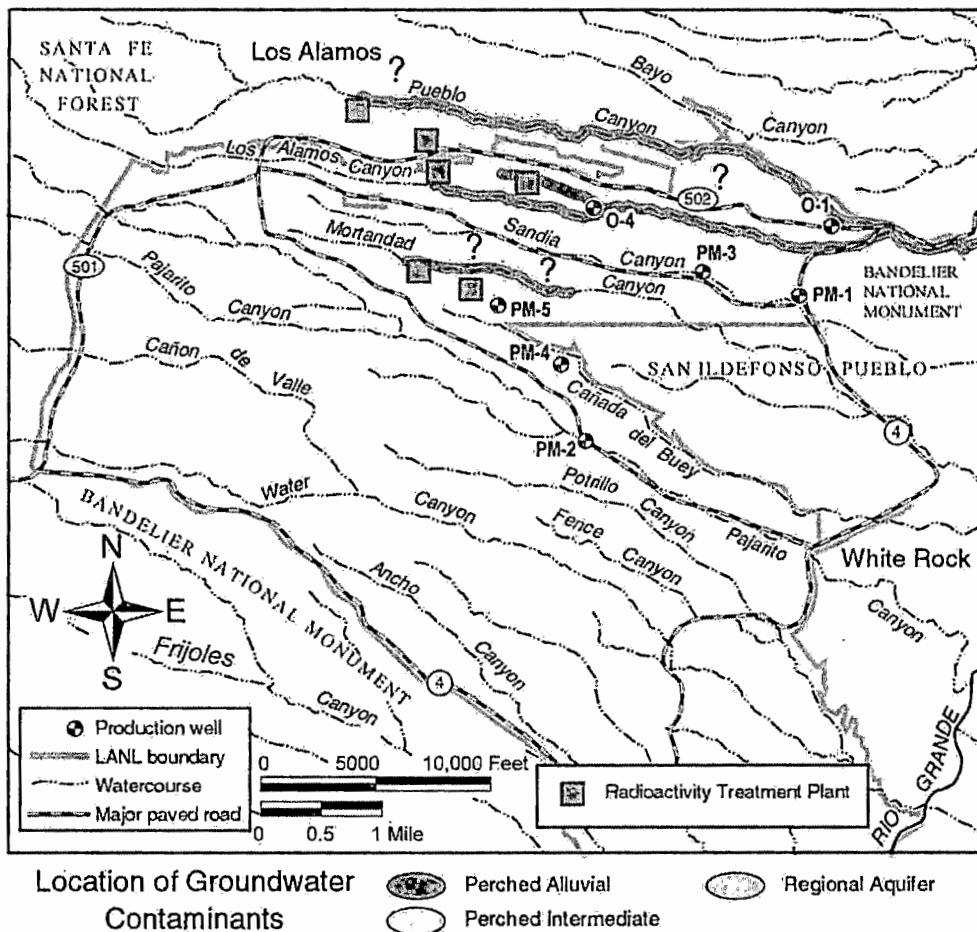 SANTA FE
NATIONAL
FOREST
Los Alamos
?
Pueblo
Canyon
Bayo
Canyon
Los Alamos
Canyon
?
502
O-1
O-4
Sandia
Canyon
PM-3
Mortandad
?
?
Canyon
PM-5
PM-1
BANDELIER
NATIONAL
MONUMENT
501
Pajarito
Canyon
Cañon de
Valle
PM-4
SAN ILDEFONSO PUEBLO
Cañada
del
Buey
4
PM-2
Water
Canyon
Potrillo
Canyon
Pajarito
Fence
Canyon
White Rock
Canyon
BANDELIER NATIONAL MONUMENT
Ancho
Canyon
N
W E
S
Frijoles
Canyon
4
RIO GRANDE
Production well
LANL boundary
Watercourse
Major paved road
0 5000 10,000 Feet
0 0.5 1 Mile
Radioactivity Treatment Plant
Location of Groundwater
Contaminants
Perched Alluvial
Perched Intermediate
Regional Aquifer